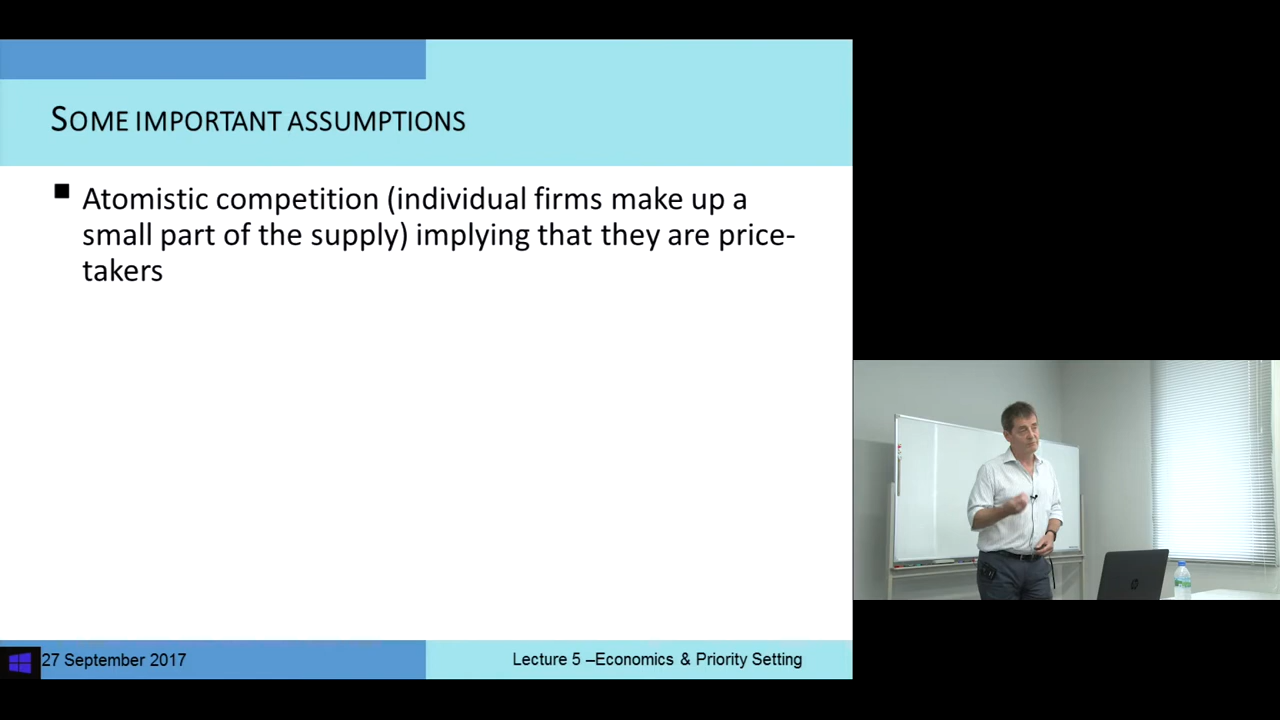 SOME IMPORTANT ASSUMPTIONS
Atomistic competition (individual firms make up a
small part of the supply) implying that they are price-
takers
27 September 2017
Lecture 5 –Economics & Priority Setting